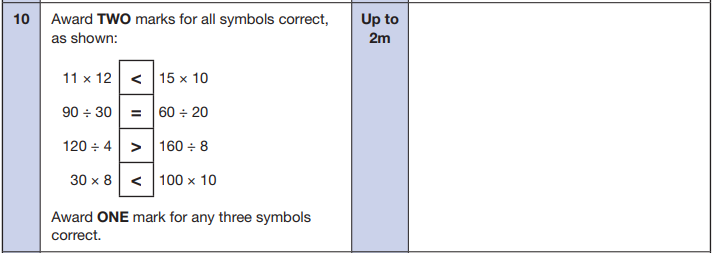 10 Award TWO marks for all symbols correct, Up to
as shown: 2m
11 × 12 < 15 × 10
90 ÷ 30 = 60 ÷ 20
120 ÷ 4 > 160 ÷ 8
30 × 8 < 100 × 10
Award ONE mark for any three symbols
correct.